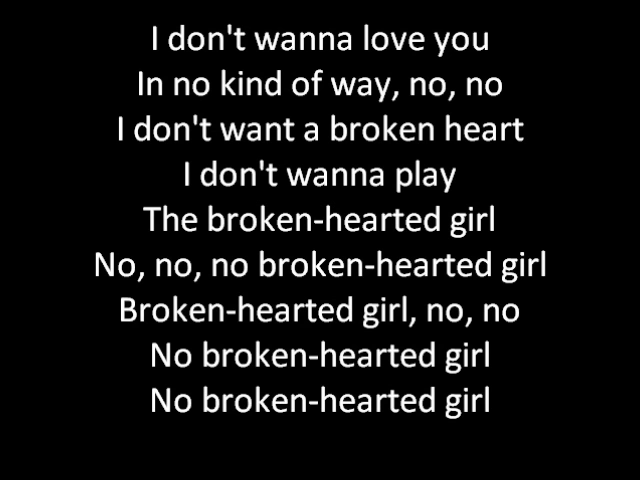 I don't wanna love you
In no kind of way, no, no
I don't want a broken heart
I don't wanna play
The broken-hearted girl
No, no, no broken-hearted girl
Broken-hearted girl, no, no
No broken-hearted girl
No broken-hearted girl